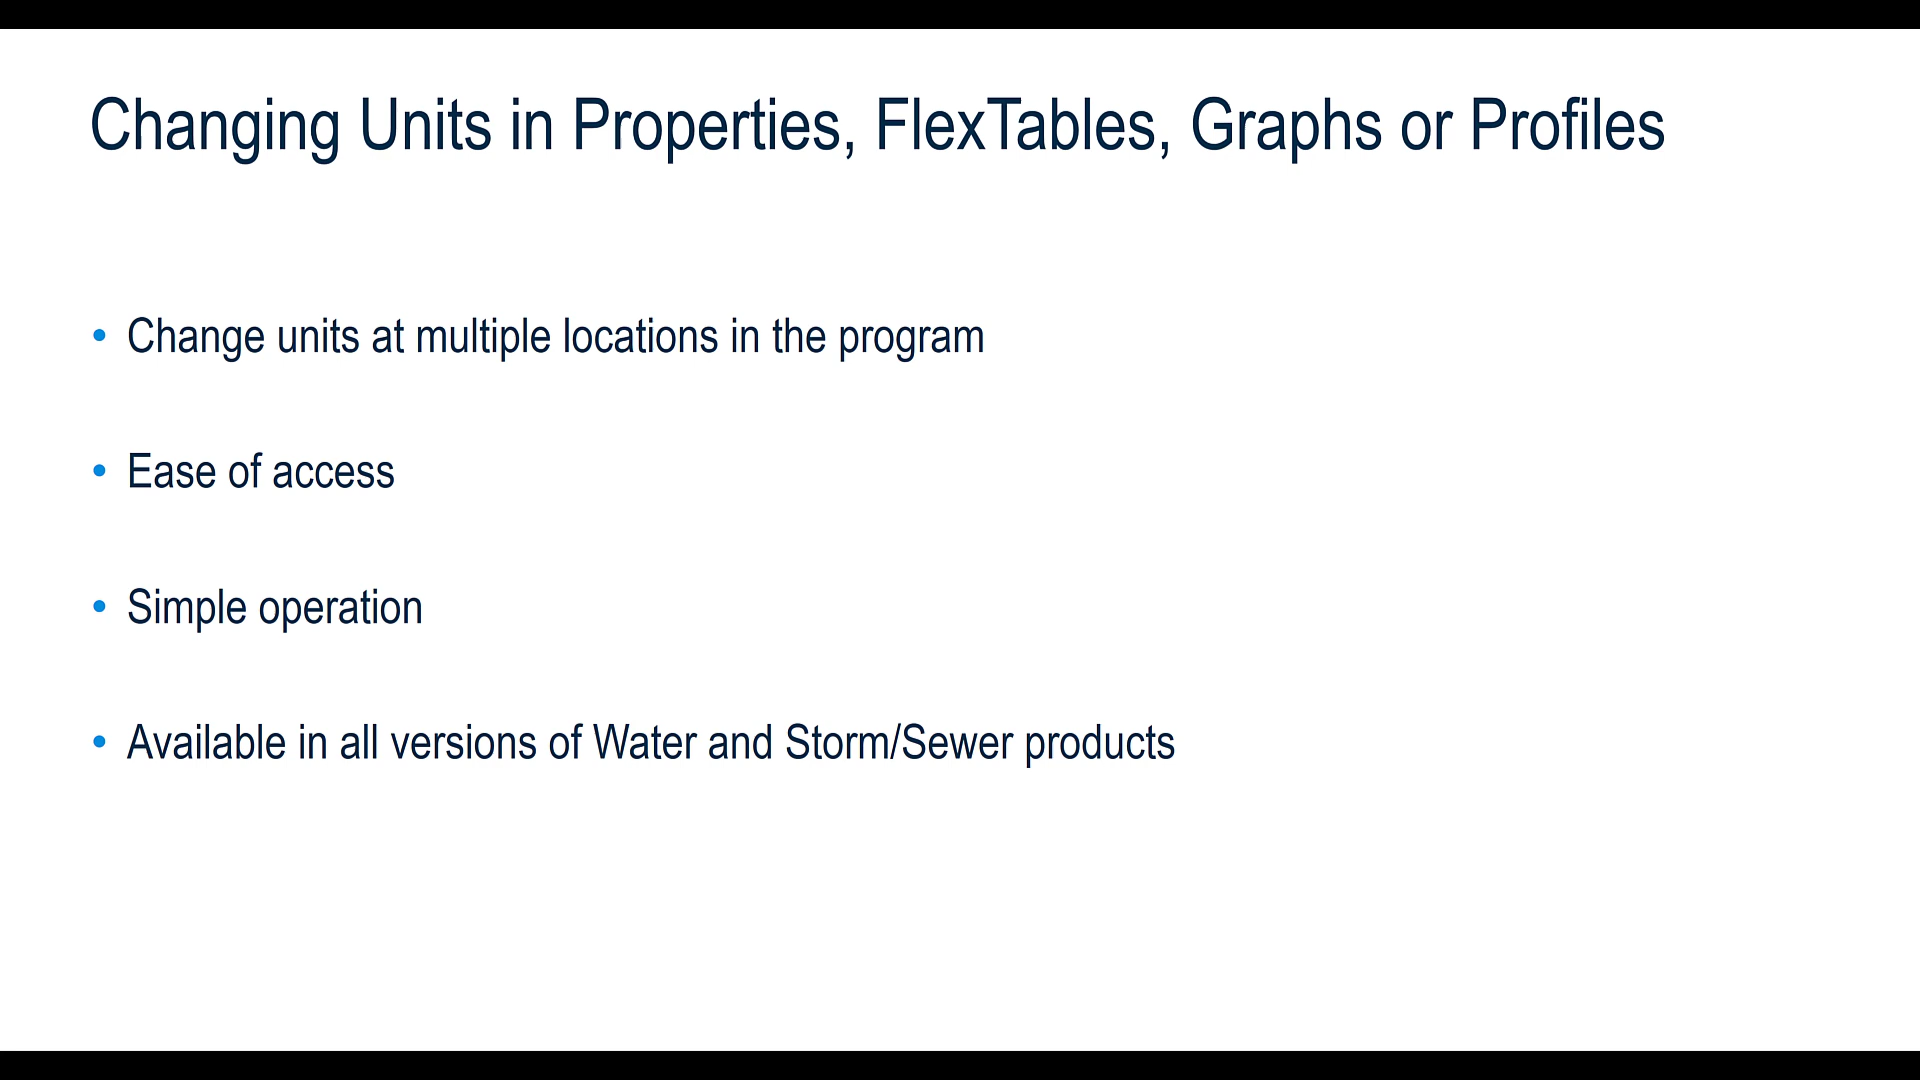 Changing Units in Properties, FlexTables, Graphs or Profiles
• Change units at multiple locations in the program
• Ease of access
• Simple operation
• Available in all versions of Water and Storm/Sewer products